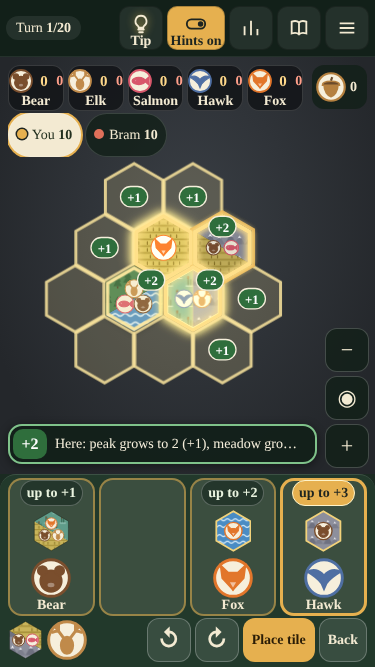 Turn 1/20
Tip
Hints on
0 0
Bear
0 0
Elk
0 0
Salmon
0 0
Hawk
0 0
Fox
0
You 10
Bram 10
+1
+1
+2
+1
+2
+2
+1
+1
+2
Here: peak grows to 2 (+1), meadow gro…
up to +1
up to +2
up to +3
Bear
Fox
Hawk
Place tile
Back